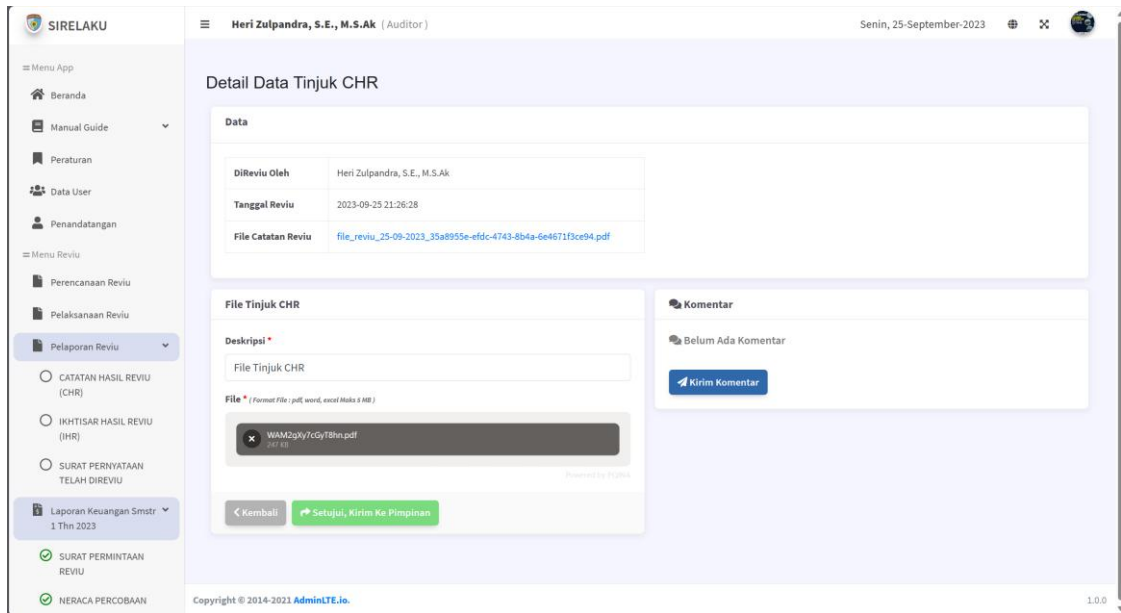 SIRELAKU
Heri Zulpandra, S.E., M.S.Ak ( Auditor )
Senin, 25-September-2023
Menu App
Beranda
Manual Guide
Peraturan
Data User
Penandatangan
Menu Reviu
Perencanaan Reviu
Pelaksanaan Reviu
Pelaporan Reviu
CATATAN HASIL REVIU
(CHR)
IKHTISAR HASIL REVIU
(IHR)
SURAT PERNYATAAN
TELAH DIREVIU
Laporan Keuangan Smstr
1 Thn 2023
SURAT PERMINTAAN
REVIU
NERACA PERCOBAAN
Detail Data Tinjuk CHR
Data
DiReviu Oleh
Heri Zulpandra, S.E., M.S.Ak
Tanggal Reviu
2023-09-25 21:26:28
File Catatan Reviu
file_reviu_25-09-2023_35a8955e-efdc-4743-8b4a-6e4671f3ce94.pdf
File Tinjuk CHR
Deskripsi *
File Tinjuk CHR
File * ( Format File : pdf, word, excel Maks 5 MB )
WAM2gXy7cGyT8hn.pdf
247 KB
Powered by PQINA
Kembali
Setujui, Kirim Ke Pimpinan
Komentar
Belum Ada Komentar
Kirim Komentar
Copyright © 2014-2021 AdminLTE.io.
1.0.0